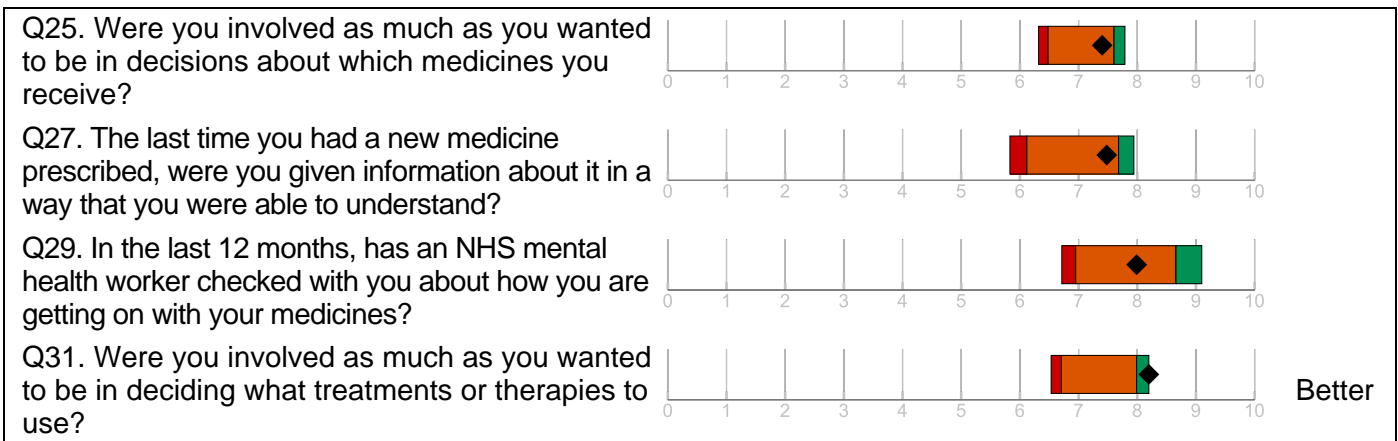 Q25. Were you involved as much as you wanted
to be in decisions about which medicines you
receive?
0 1 2 3 4 5 6 7 8 9 10
Q27. The last time you had a new medicine
prescribed, were you given information about it in a
way that you were able to understand?
0 1 2 3 4 5 6 7 8 9 10
Q29. In the last 12 months, has an NHS mental
health worker checked with you about how you are
getting on with your medicines?
0 1 2 3 4 5 6 7 8 9 10
Q31. Were you involved as much as you wanted
to be in deciding what treatments or therapies to
use?
0 1 2 3 4 5 6 7 8 9 10
Better